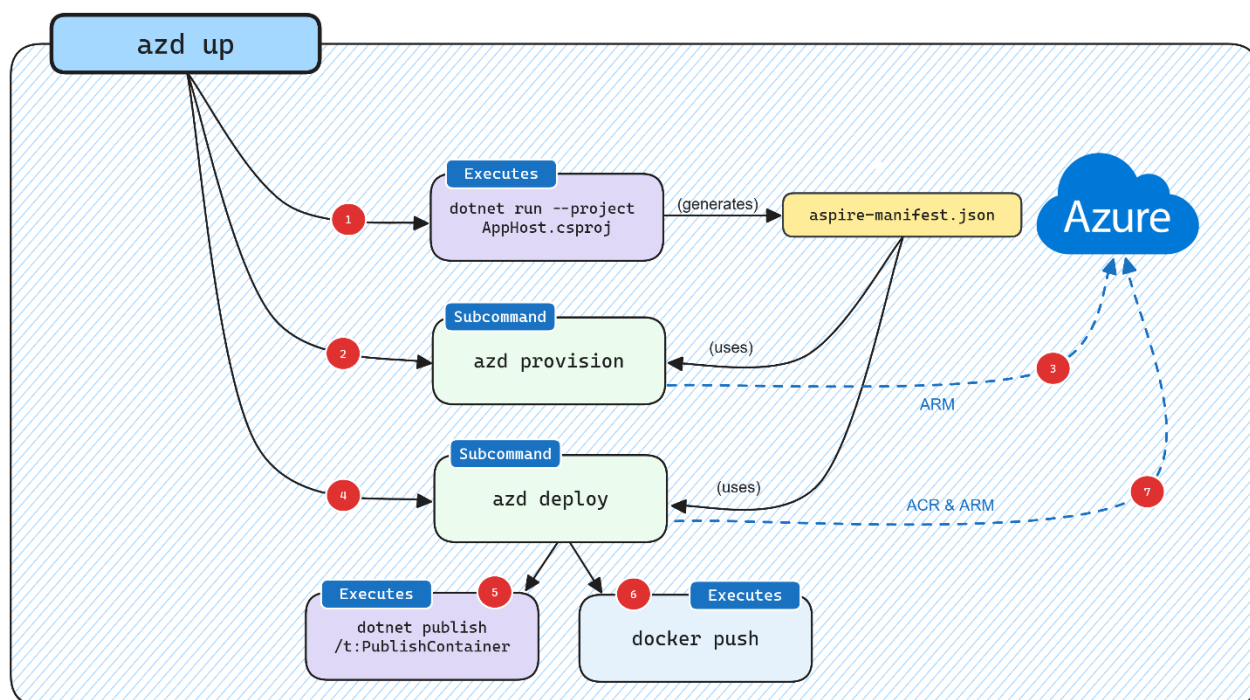 azd up
Executes
dotnet run --project
AppHost.csproj
(generates)
aspire-manifest.json
Azure
1
Subcommand
azd provision
(uses)
2
3
ARM
Subcommand
azd deploy
(uses)
4
7
ACR & ARM
Executes
5
dotnet publish
/t:PublishContainer
6
Executes
docker push